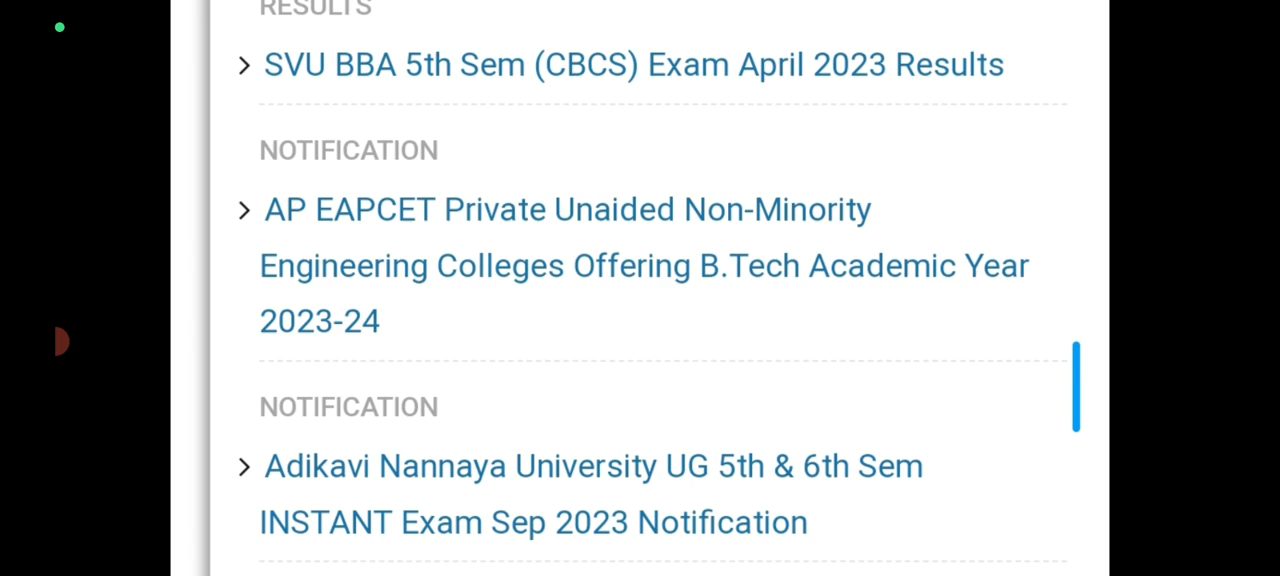 RESULTS
SVU BBA 5th Sem (CBCS) Exam April 2023 Results
NOTIFICATION
AP EAPCET Private Unaided Non-Minority
Engineering Colleges Offering B.Tech Academic Year
2023-24
NOTIFICATION
Adikavi Nannaya University UG 5th & 6th Sem
INSTANT Exam Sep 2023 Notification